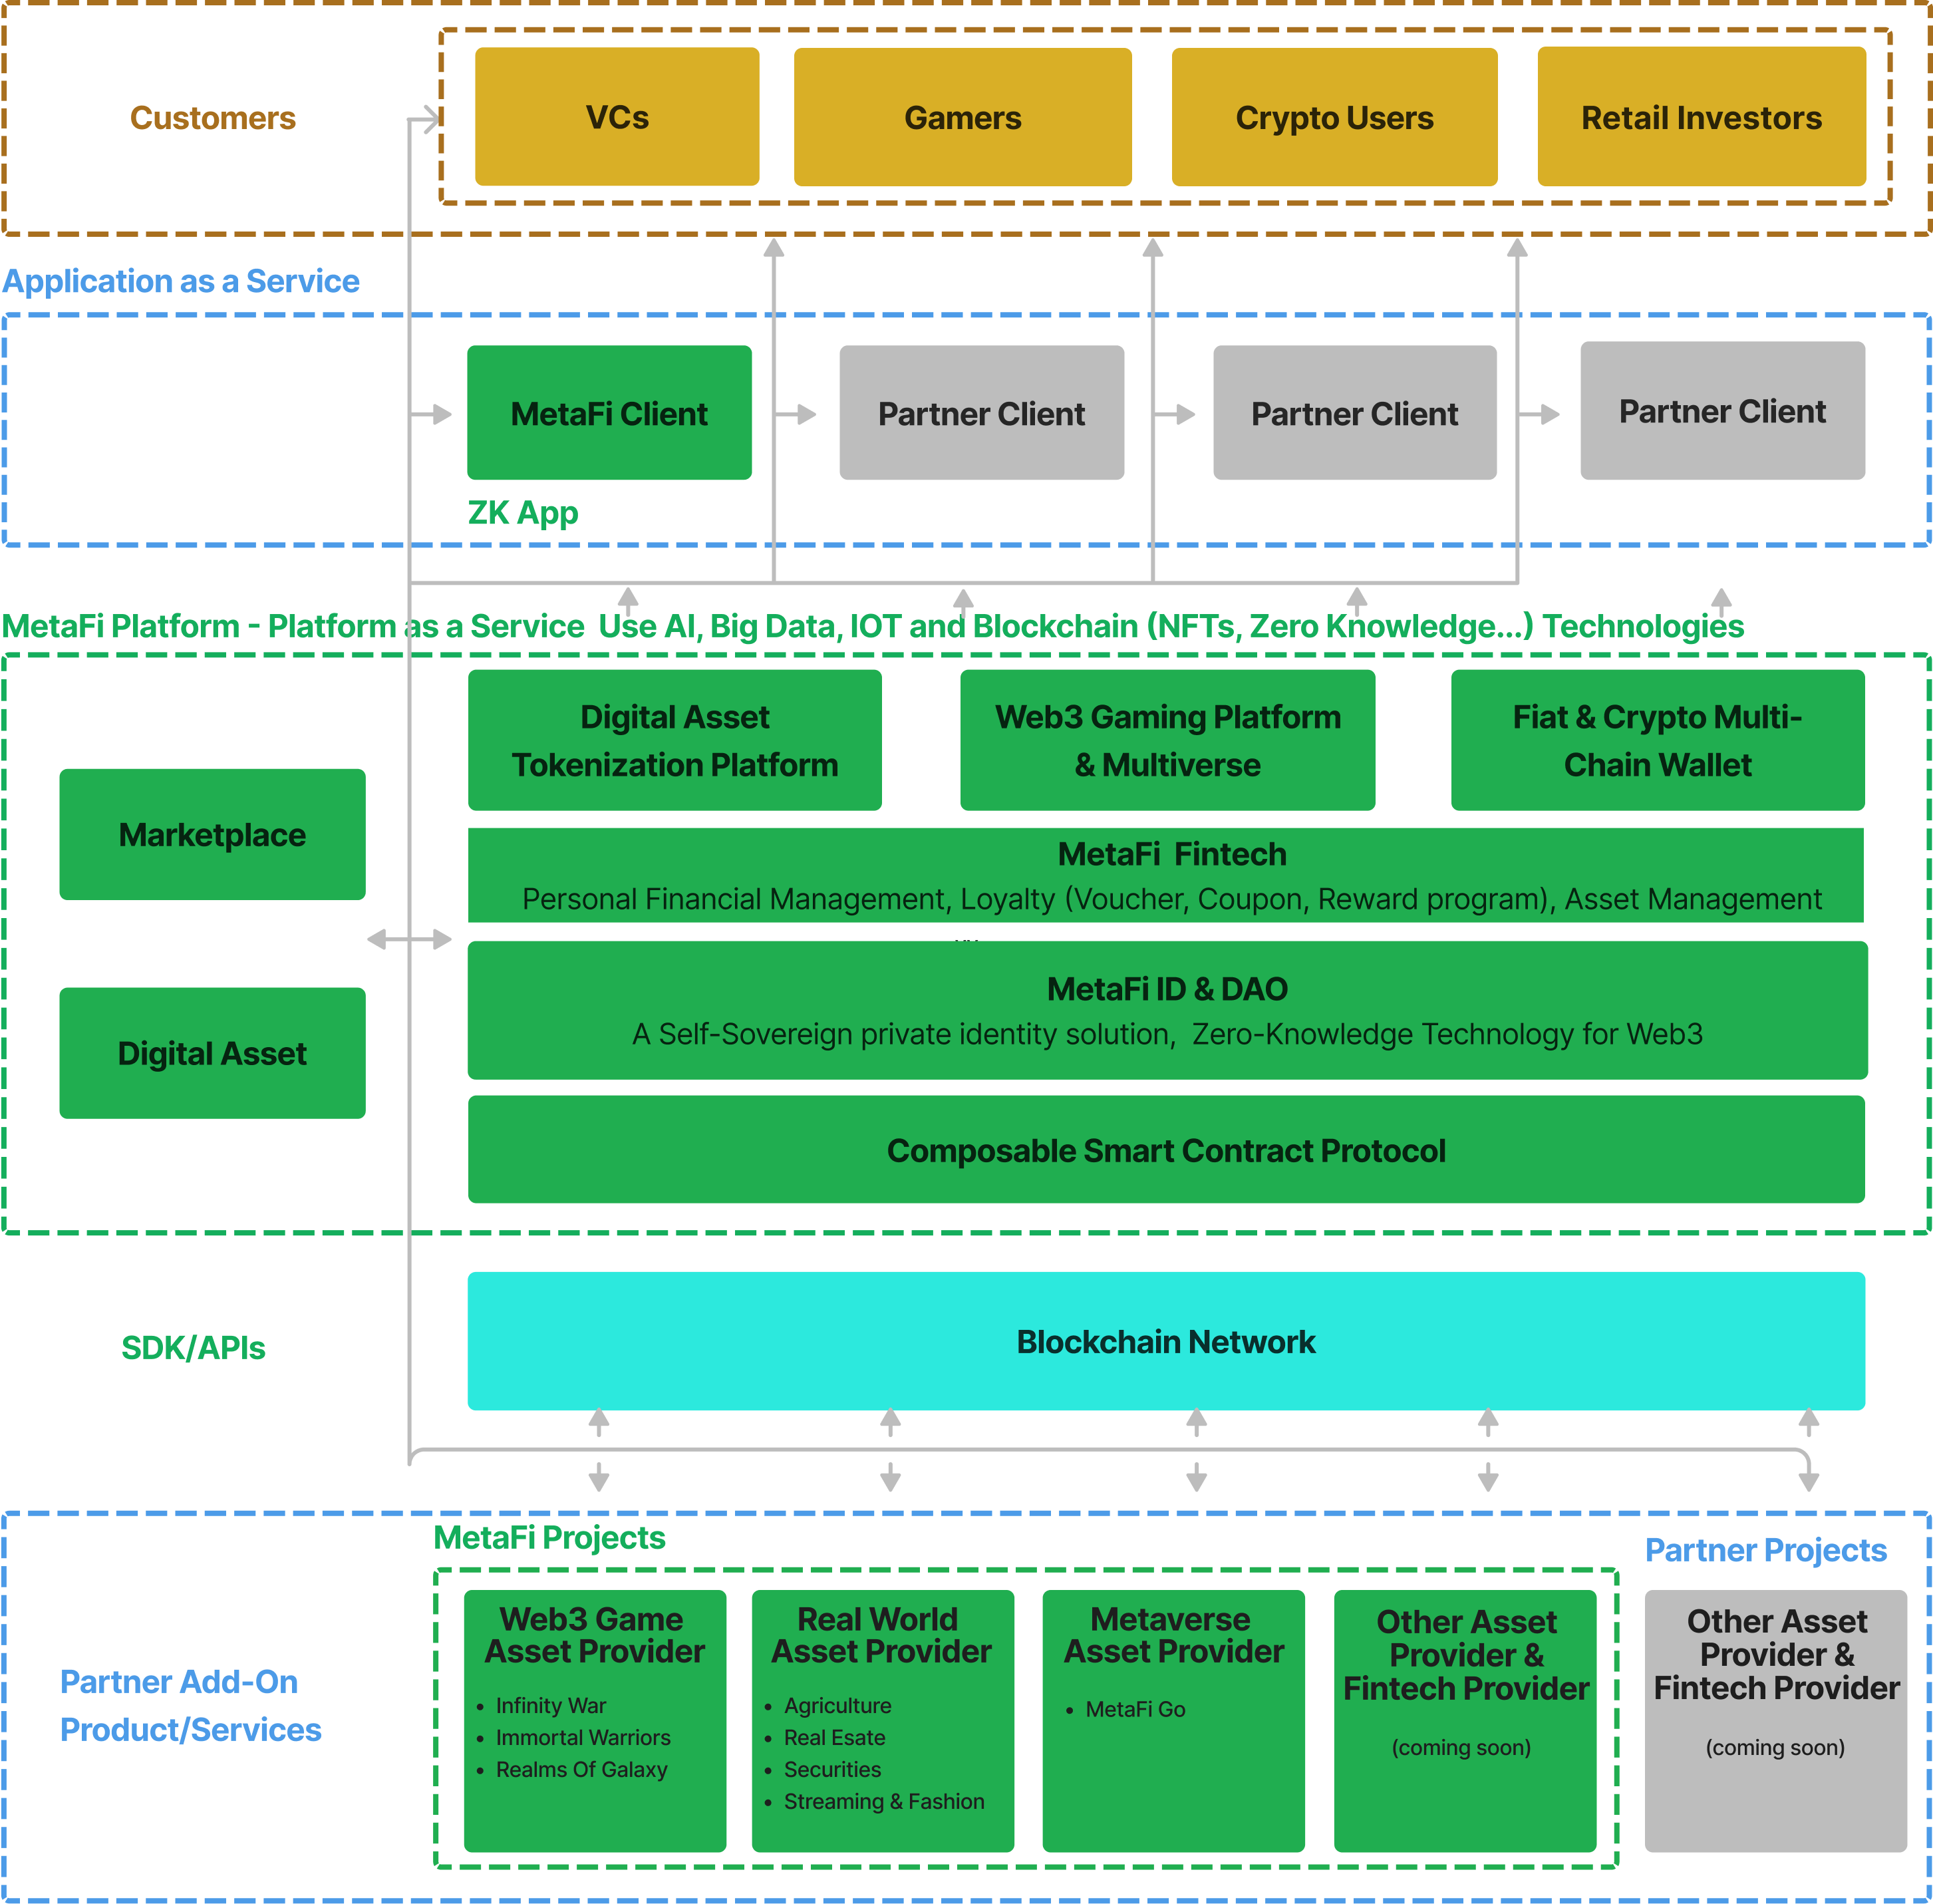 Customers
VCs
Gamers
Crypto Users
Retail Investors
Application as a Service
MetaFi Client
Partner Client
Partner Client
Partner Client
ZK App
MetaFi Platform - Platform as a Service  Use AI, Big Data, IOT and Blockchain (NFTs, Zero Knowledge...) Technologies
Digital Asset
Tokenization Platform
Web3 Gaming Platform
& Multiverse
Fiat & Crypto Multi-
Chain Wallet
Marketplace
MetaFi  Fintech
Personal Financial Management, Loyalty (Voucher, Coupon, Reward program), Asset Management
MetaFi ID & DAO
A Self-Sovereign private identity solution,  Zero-Knowledge Technology for Web3
Digital Asset
Composable Smart Contract Protocol
SDK/APIs
Blockchain Network
MetaFi Projects
Partner Projects
Partner Add-On
Product/Services
Web3 Game
Asset Provider
• Infinity War
• Immortal Warriors
• Realms Of Galaxy
Real World
Asset Provider
• Agriculture
• Real Esate
• Securities
• Streaming & Fashion
Metaverse
Asset Provider
• MetaFi Go
Other Asset
Provider &
Fintech Provider
(coming soon)
Other Asset
Provider &
Fintech Provider
(coming soon)